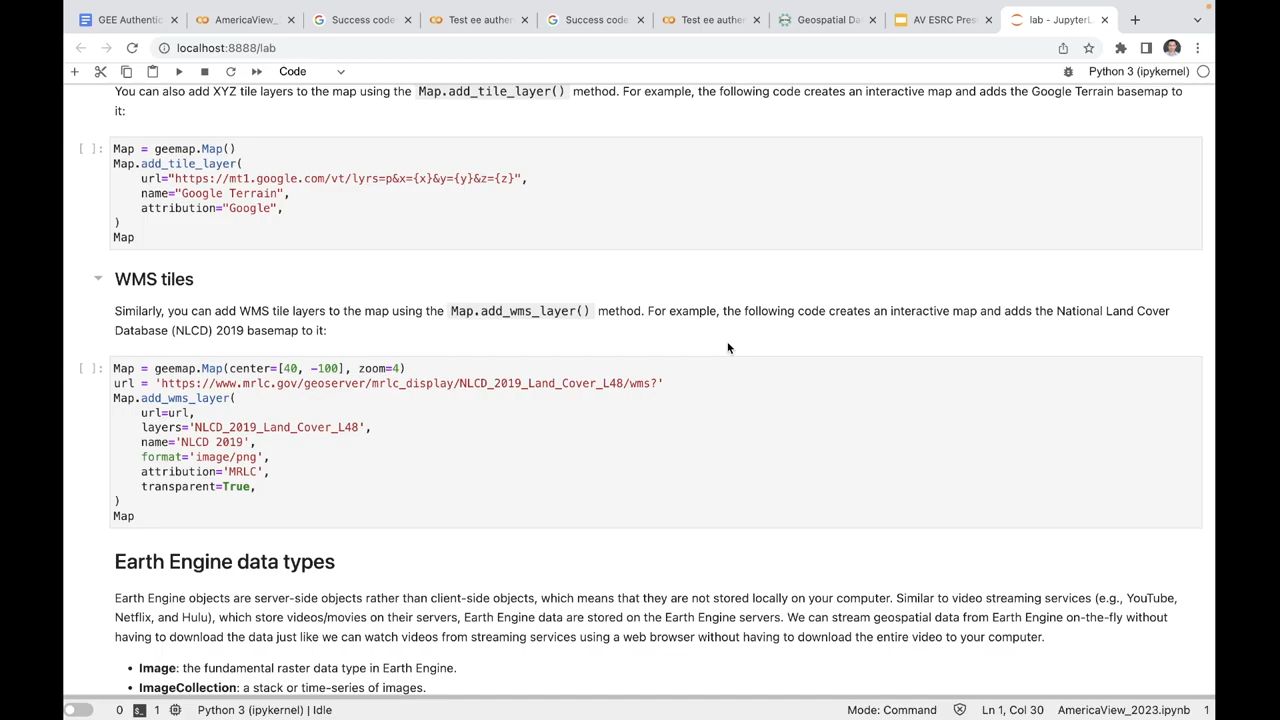 GEE Authentic
AmericaView_
Success code
Test ee auther
Success code
Test ee auther
Geospatial Da
AV ESRC Pres
lab - JupyterL
localhost:8888/lab
Code
Python 3 (ipykernel)
You can also add XYZ tile layers to the map using the Map.add_tile_layer() method. For example, the following code creates an interactive map and adds the Google Terrain basemap to
it:
[ ]:
Map = geemap.Map()
Map.add_tile_layer(
url="https://mt1.google.com/vt/lyrs=p&x={x}&y={y}&z={z}",
name="Google Terrain",
attribution="Google",
)
Map
WMS tiles
Similarly, you can add WMS tile layers to the map using the Map.add_wms_layer() method. For example, the following code creates an interactive map and adds the National Land Cover
Database (NLCD) 2019 basemap to it:
[ ]:
Map = geemap.Map(center=[40, -100], zoom=4)
url = 'https://www.mrlc.gov/geoserver/mrlc_display/NLCD_2019_Land_Cover_L48/wms?'
Map.add_wms_layer(
url=url,
layers='NLCD_2019_Land_Cover_L48',
name='NLCD 2019',
format='image/png',
attribution='MRLC',
transparent=True,
)
Map
Earth Engine data types
Earth Engine objects are server-side objects rather than client-side objects, which means that they are not stored locally on your computer. Similar to video streaming services (e.g., YouTube,
Netflix, and Hulu), which store videos/movies on their servers, Earth Engine data are stored on the Earth Engine servers. We can stream geospatial data from Earth Engine on-the-fly without
having to download the data just like we can watch videos from streaming services using a web browser without having to download the entire video to your computer.
• Image: the fundamental raster data type in Earth Engine.
• ImageCollection: a stack or time-series of images.
0
1
Python 3 (ipykernel) | Idle
Mode: Command
Ln 1, Col 30
AmericaView_2023.ipynb
1